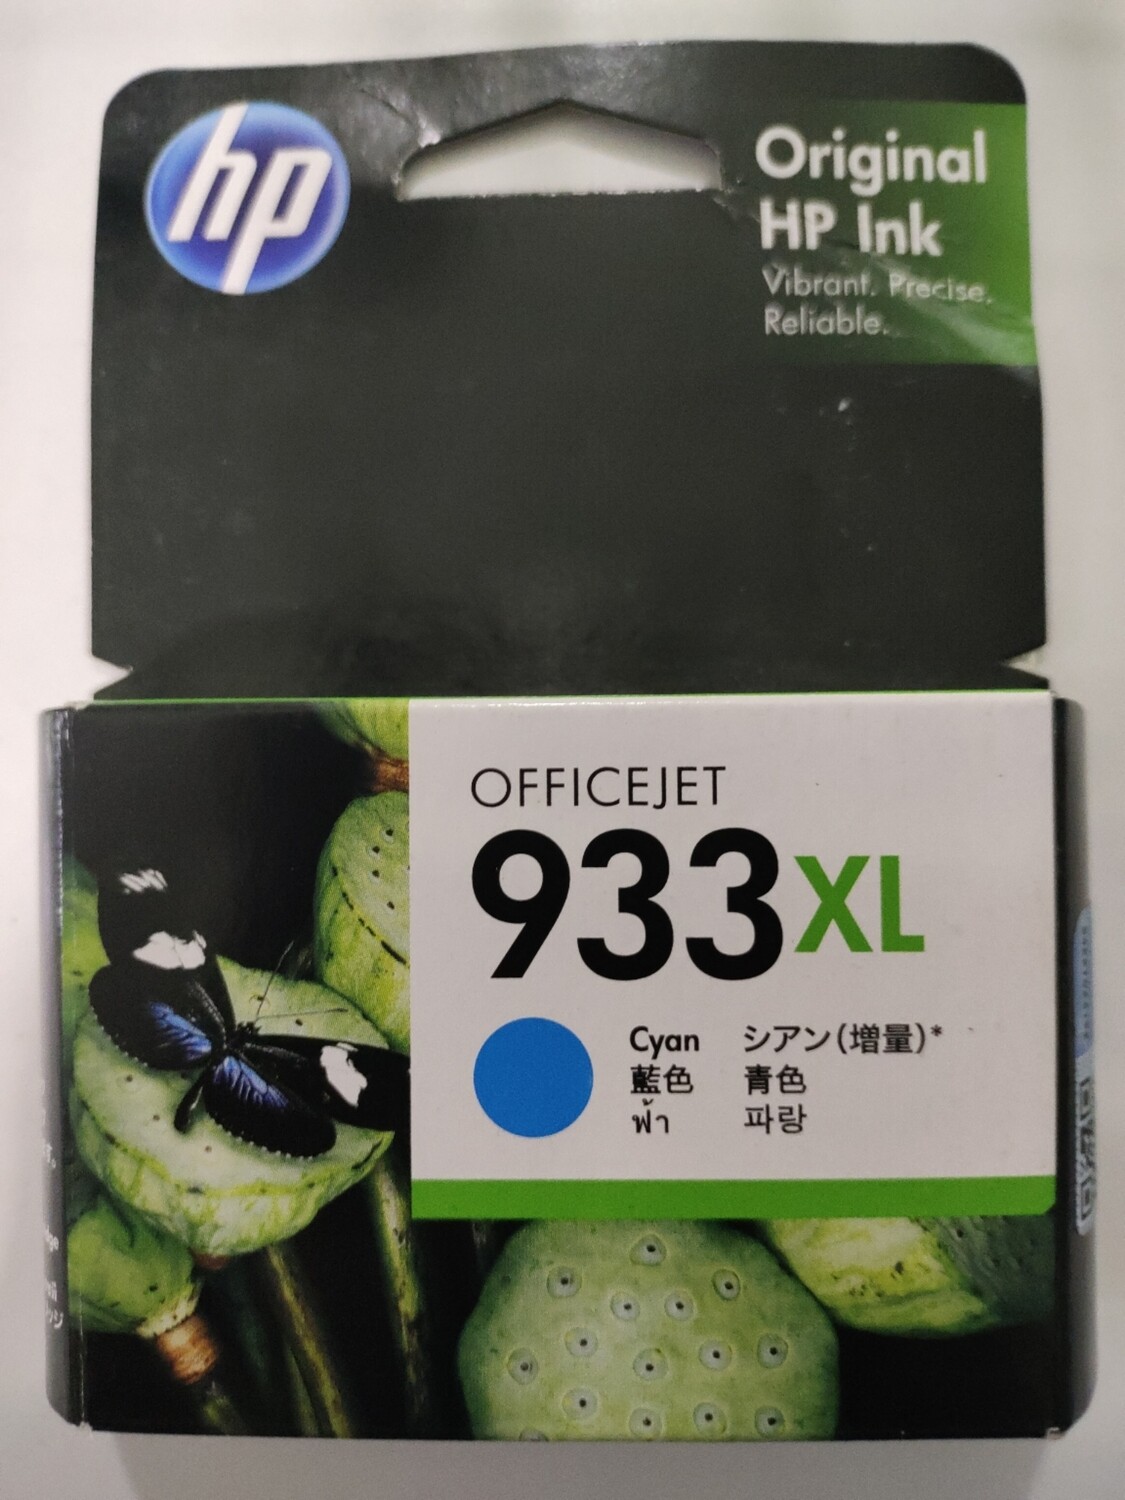 hp
Original
HP Ink
Vibrant. Precise.
Reliable.
OFFICEJET
933XL
Cyan シアン(増量)*
藍色 青色
ฟ้า 파랑